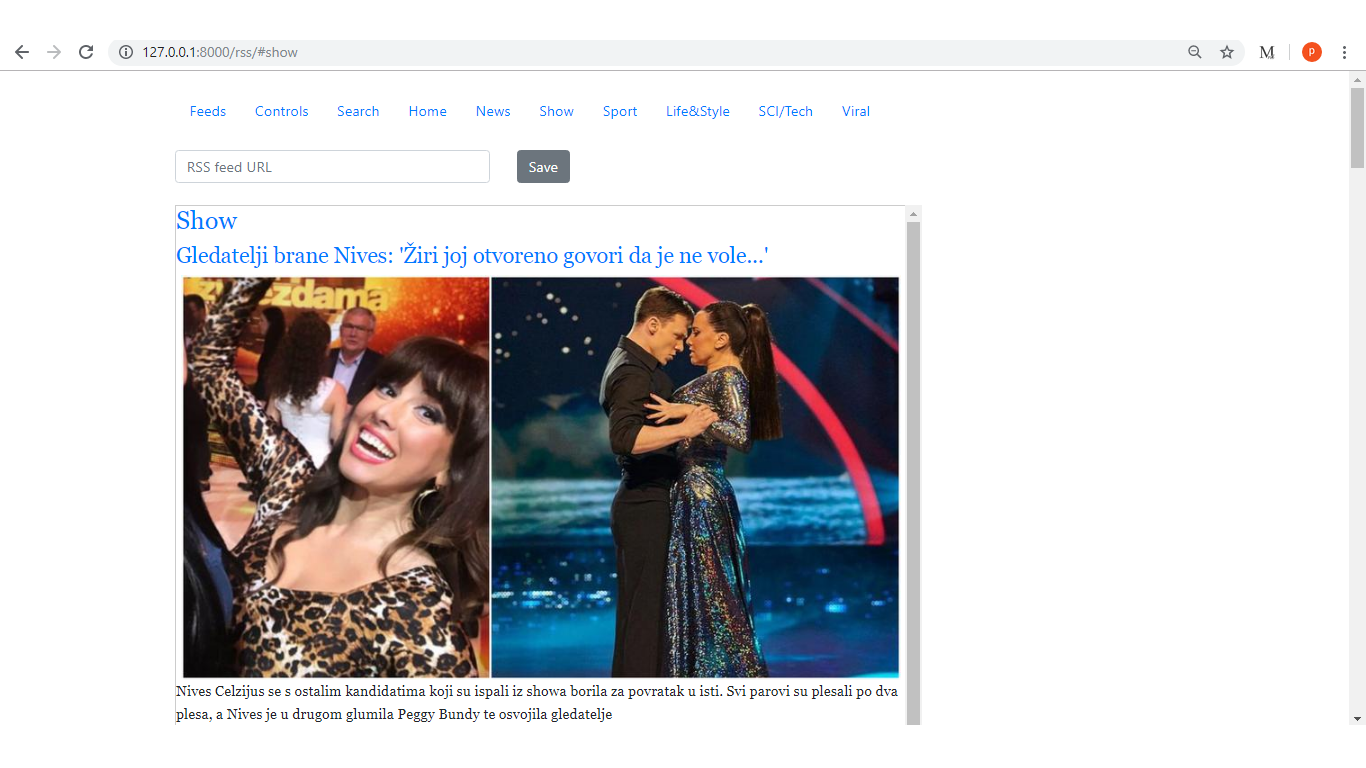 127.0.0.1:8000/rss/#show
M
P
Feeds Controls Search Home News Show Sport Life&Style SCI/Tech Viral
RSS feed URL Save
Show
Gledatelji brane Nives: 'Žiri joj otvoreno govori da je ne vole...'
zvijezdama
Nives Celzijus se s ostalim kandidatima koji su ispali iz showa borila za povratak u isti. Svi parovi su plesali po dva
plesa, a Nives je u drugom glumila Peggy Bundy te osvojila gledatelje